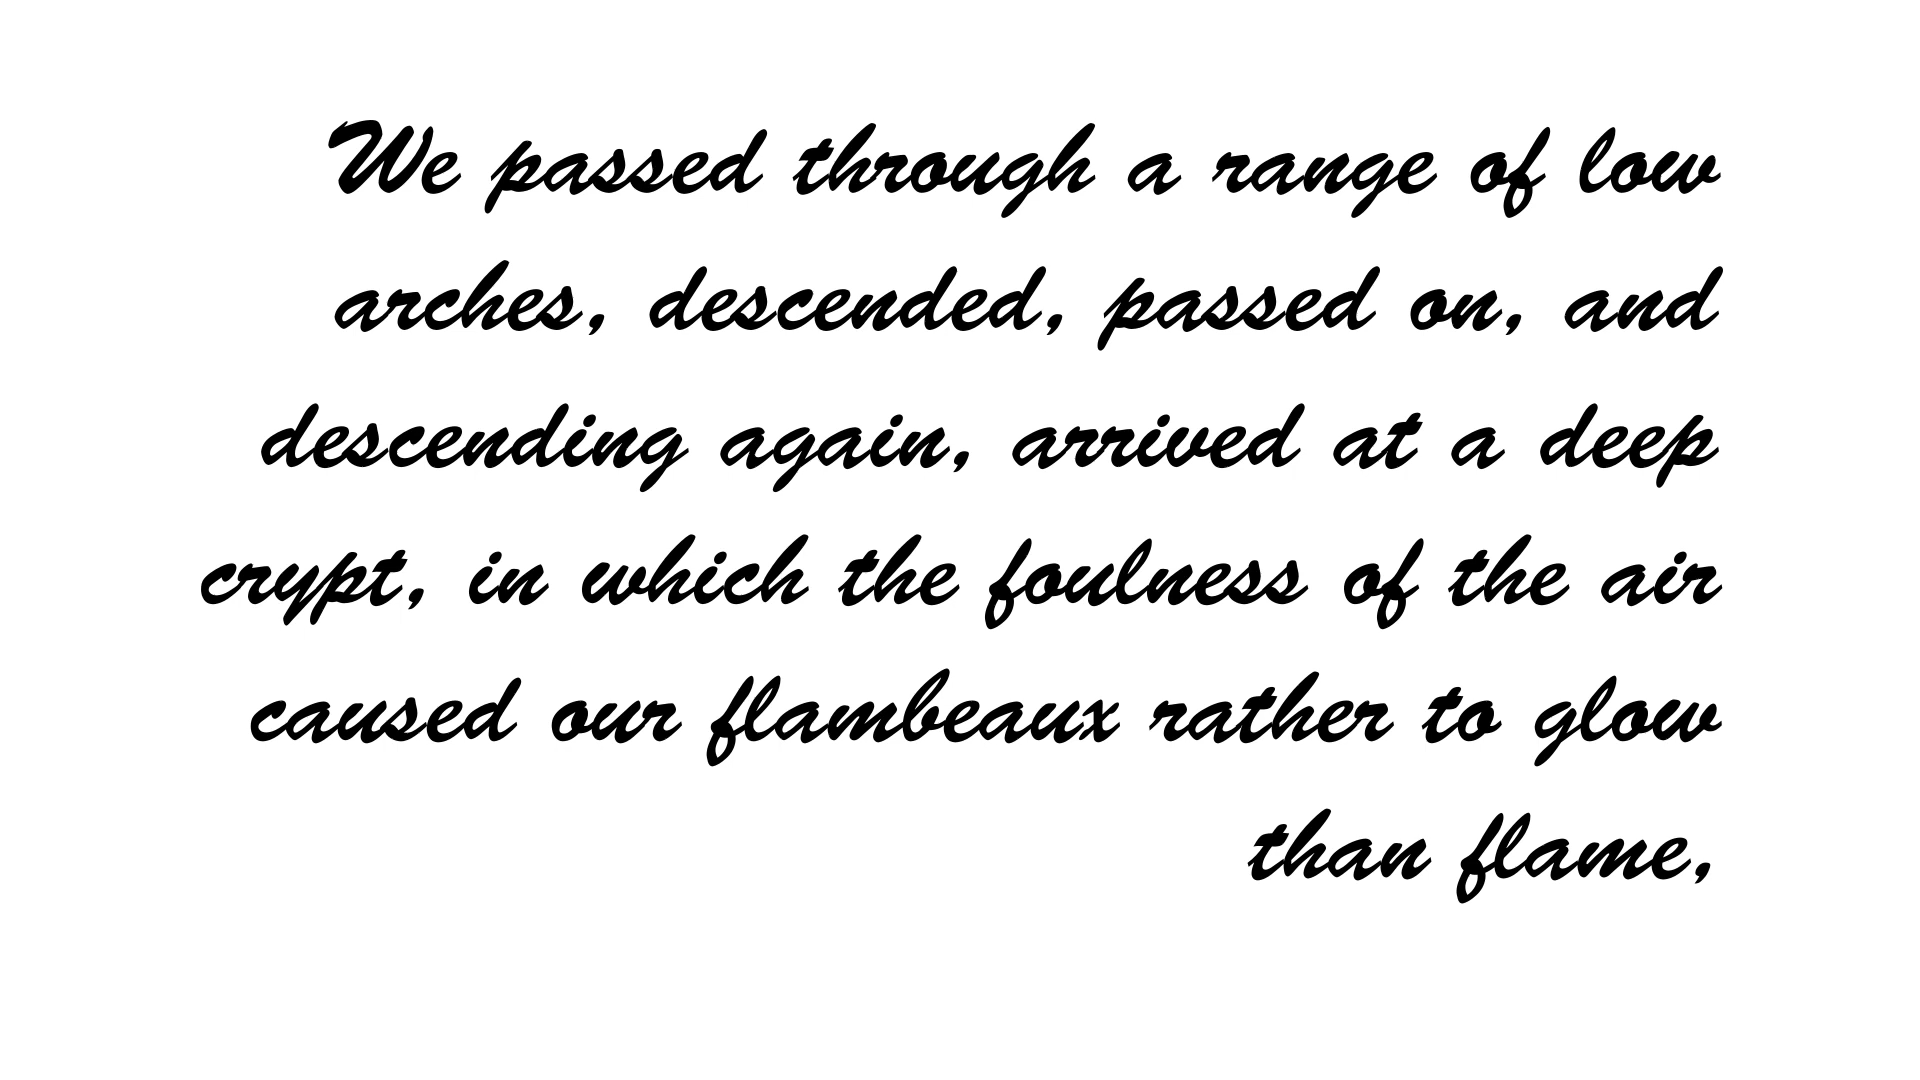 We passed through a range of low
arches, descended, passed on, and
descending again, arrived at a deep
crypt, in which the foulness of the air
caused our flambeaux rather to glow
than flame,